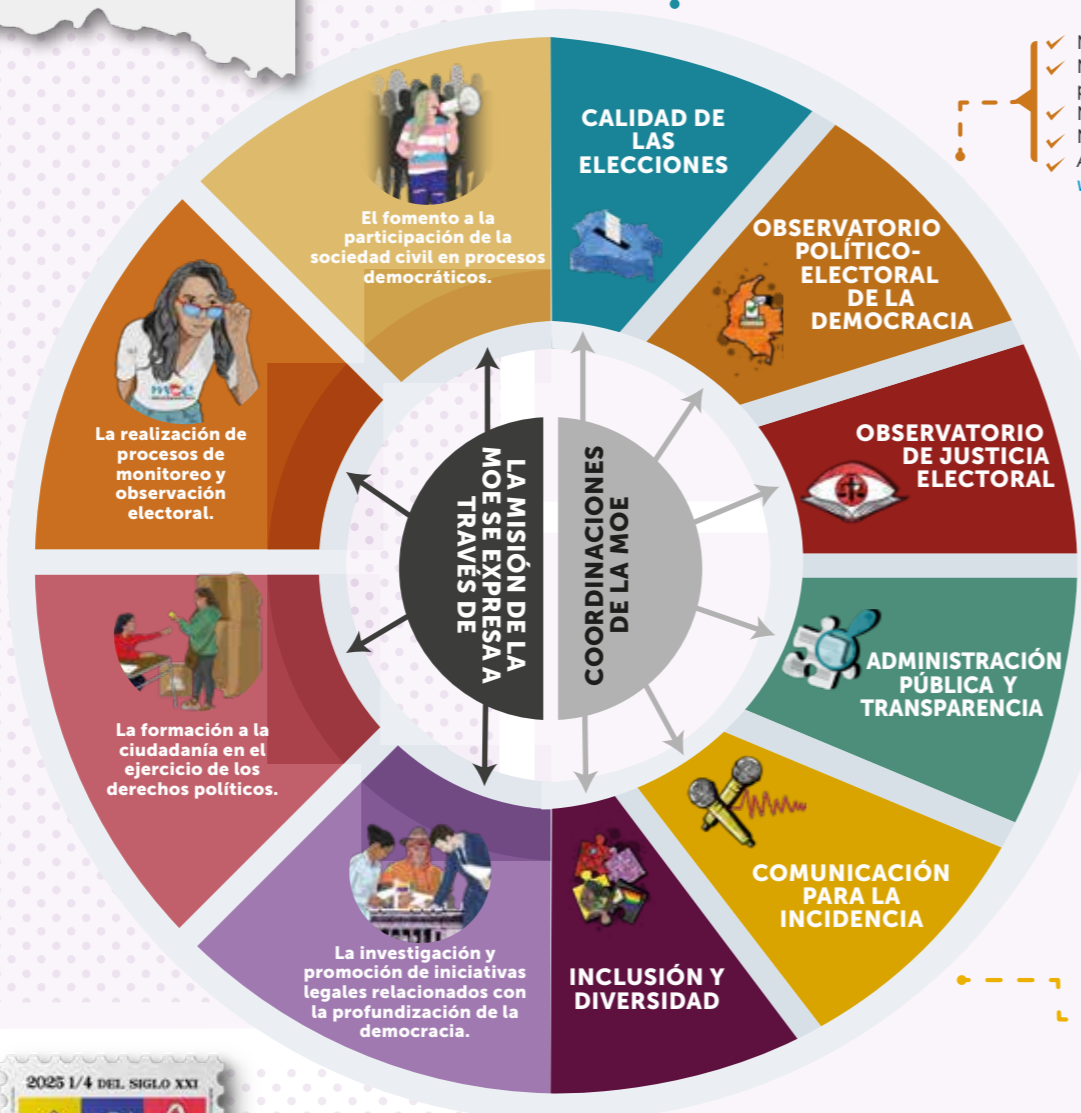 CALIDAD DE
LAS
ELECCIONES
OBSERVATORIO
POLÍTICO-
ELECTORAL
DE LA
DEMOCRACIA
OBSERVATORIO
DE JUSTICIA
ELECTORAL
ADMINISTRACIÓN
PÚBLICA Y
TRANSPARENCIA
COMUNICACIÓN
PARA LA
INCIDENCIA
INCLUSIÓN Y
DIVERSIDAD
El fomento a la
participación de la
sociedad civil en procesos
democráticos.
La realización de
procesos de
monitoreo y
observación
electoral.
moe
La formación a la
ciudadanía en el
ejercicio de los
derechos políticos.
La investigación y
promoción de iniciativas
legales relacionados con
la profundización de la
democracia.
LA MISIÓN DE LA
MOE SE EXPRESA A
TRAVÉS DE
COORDINACIONES
DE LA MOE
2025 1/4 DEL SIGLO XXI